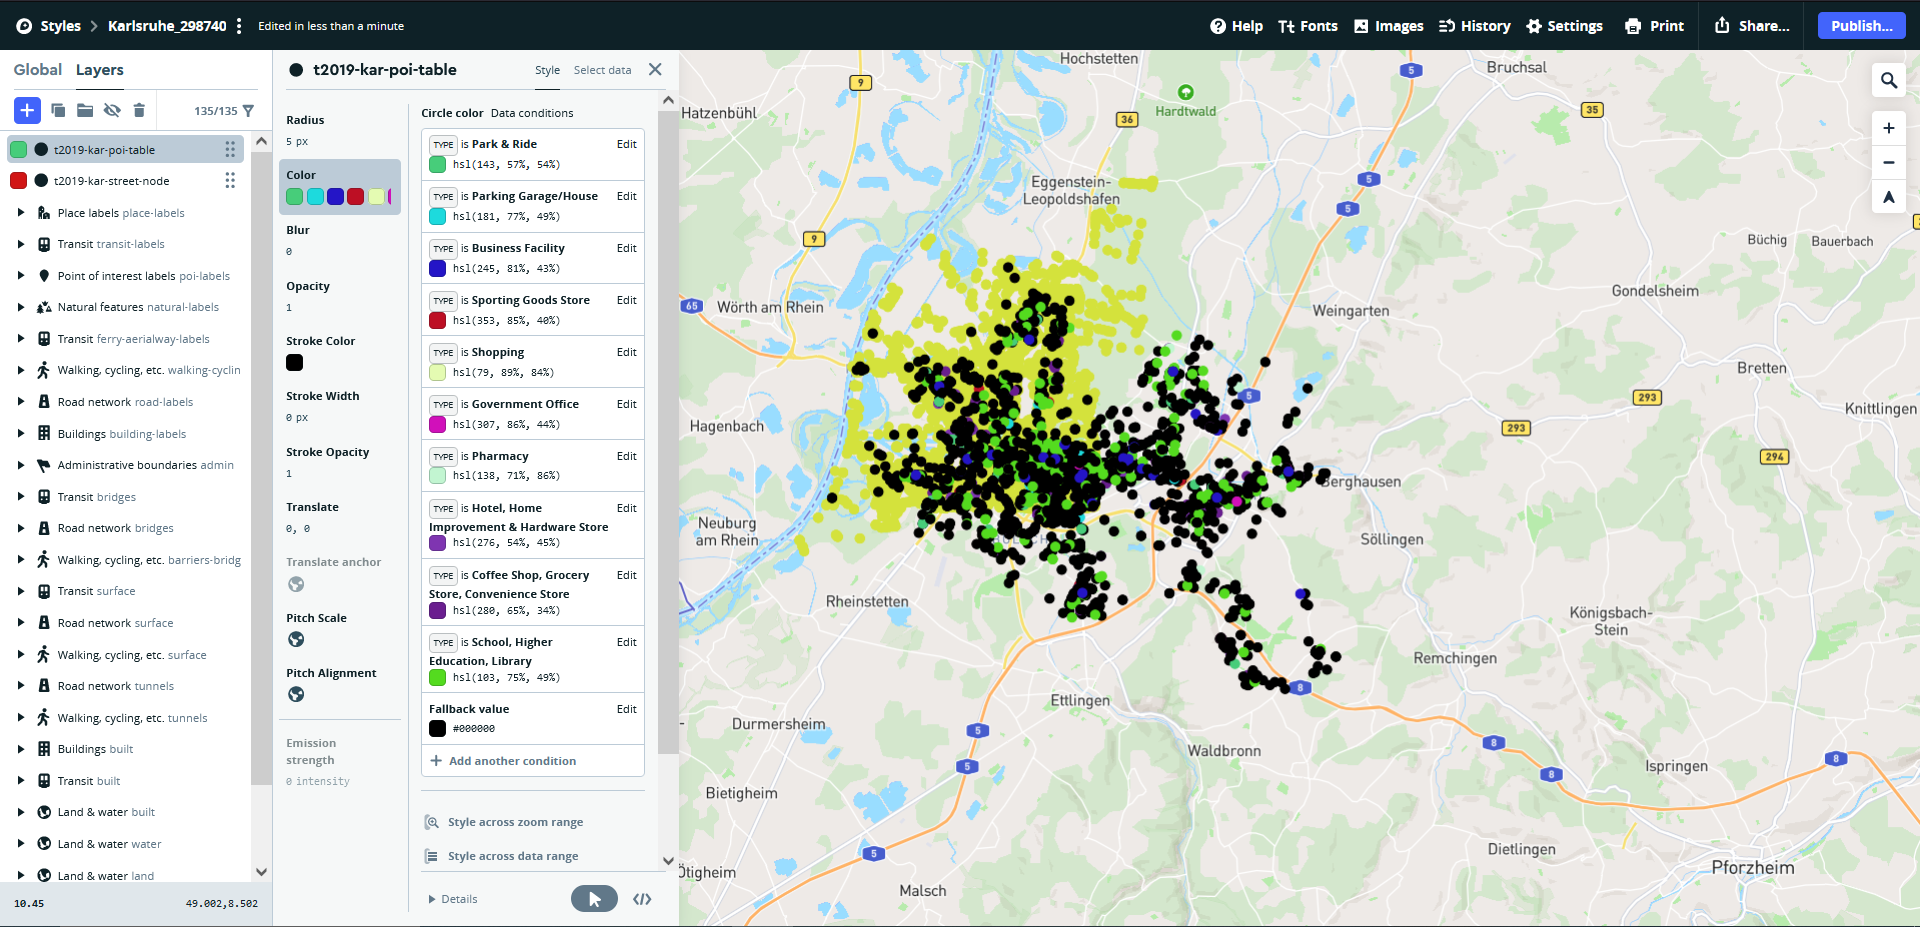 Styles
Karlsruhe_298740
Edited in less than a minute
Help
Fonts
Images
History
Settings
Print
Share...
Publish...
Global
Layers
135/135
t2019-kar-poi-table
t2019-kar-street-node
Place labels place-labels
Transit transit-labels
Point of interest labels poi-labels
Natural features natural-labels
Transit ferry-aerialway-labels
Walking, cycling, etc. walking-cyclin
Road network road-labels
Buildings building-labels
Administrative boundaries admin
Transit bridges
Road network bridges
Walking, cycling, etc. barriers-bridg
Transit surface
Road network surface
Walking, cycling, etc. surface
Road network tunnels
Walking, cycling, etc. tunnels
Buildings built
Transit built
Land & water built
Land & water water
Land & water land
10.45
49.002,8.502
t2019-kar-poi-table
Style
Select data
Radius
5 px
Color
Blur
0
Opacity
1
Stroke Color
Stroke Width
0 px
Stroke Opacity
1
Translate
0, 0
Translate anchor
Pitch Scale
Pitch Alignment
Emission
strength
0 intensity
Circle color Data conditions
TYPE is Park & Ride Edit
hsl(143, 57%, 54%)
TYPE is Parking Garage/House Edit
hsl(181, 77%, 49%)
TYPE is Business Facility Edit
hsl(245, 81%, 43%)
TYPE is Sporting Goods Store Edit
hsl(353, 85%, 40%)
TYPE is Shopping Edit
hsl(79, 89%, 84%)
TYPE is Government Office Edit
hsl(307, 86%, 44%)
TYPE is Pharmacy Edit
hsl(138, 71%, 86%)
TYPE is Hotel, Home Edit
Improvement & Hardware Store
hsl(276, 54%, 45%)
TYPE is Coffee Shop, Grocery Edit
Store, Convenience Store
hsl(280, 65%, 34%)
TYPE is School, Higher Edit
Education, Library
hsl(103, 75%, 49%)
Fallback value Edit
#000000
Add another condition
Style across zoom range
Style across data range
Details
Hochstetten
5
Bruchsal
9
Hatzenbühl
Hardtwald
36
35
Eggenstein-
Leopoldshafen
5
5
9
Büchig
Bauerbach
65
Wörth am Rhein
Gondelsheim
Weingarten
Bretten
5
293
Knittlingen
Hagenbach
293
294
Berghausen
Neuburg
am Rhein
Söllingen
Rheinstetten
Königsbach-
Stein
Remchingen
8
Ettlingen
Durmersheim
5
Waldbronn
8
5
8
8
Ispringen
Bietigheim
5
Dietlingen
Pforzheim
Ötigheim
Malsch